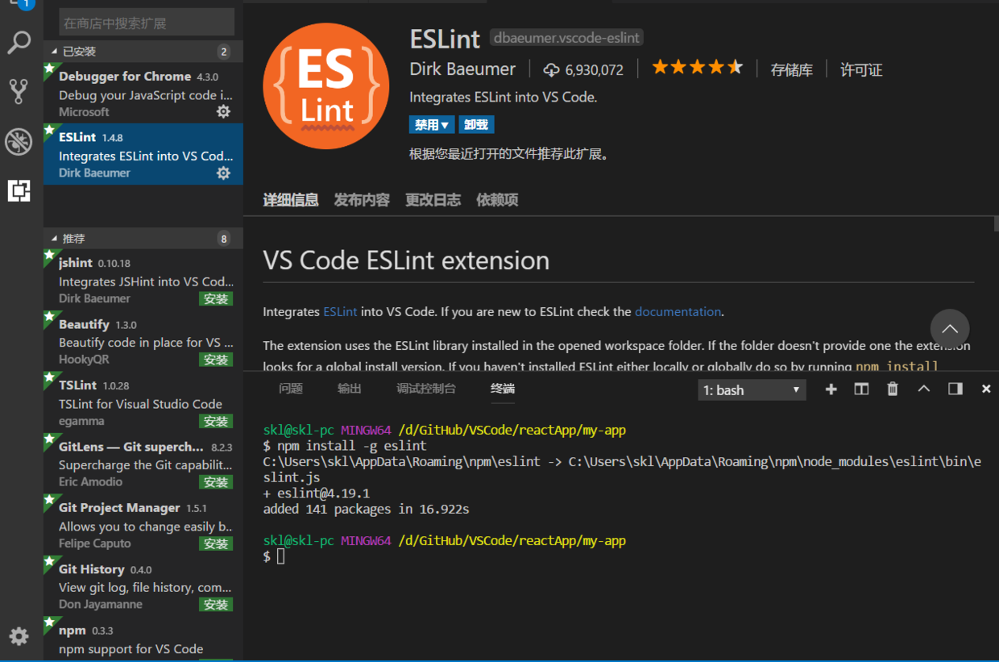 1
在商店中搜索扩展
已安装
2
Debugger for Chrome 4.3.0
Debug your JavaScript code i...
Microsoft
ESLint 1.4.8
Integrates ESLint into VS Cod...
Dirk Baeumer
推荐
8
jshint 0.10.18
Integrates JSHint into VS Cod...
Dirk Baeumer
安装
Beautify 1.3.0
Beautify code in place for VS ...
HookyQR
安装
TSLint 1.0.28
TSLint for Visual Studio Code
egamma
安装
GitLens — Git superch... 8.2.3
Supercharge the Git capabilit...
Eric Amodio
安装
Git Project Manager 1.5.1
Allows you to change easily b..
Felipe Caputo
安装
Git History 0.4.0
View git log, file history, com...
Don Jayamanne
安装
npm 0.3.3
npm support for VS Code
{ES
Lint}
ESLint dbaeumer.vscode-eslint
Dirk Baeumer
6,930,072
存储库
许可证
Integrates ESLint into VS Code.
禁用▼
卸载
根据您最近打开的文件推荐此扩展。
详细信息 发布内容 更改日志 依赖项
VS Code ESLint extension
Integrates ESLint into VS Code. If you are new to ESLint check the documentation.
The extension uses the ESLint library installed in the opened workspace folder. If the folder doesn't provide one the extension
looks for a global install version. If you haven't installed ESLint either locally or globally do so by running npm install
问题 输出 调试控制台 终端
1: bash
skl@skl-pc MINGW64 /d/GitHub/VSCode/reactApp/my-app
$ npm install -g eslint
C:\Users\skl\AppData\Roaming\npm\eslint -> C:\Users\skl\AppData\Roaming\npm\node_modules\eslint\bin\e
slint.js
+ eslint@4.19.1
added 141 packages in 16.922s
skl@skl-pc MINGW64 /d/GitHub/VSCode/reactApp/my-app
$